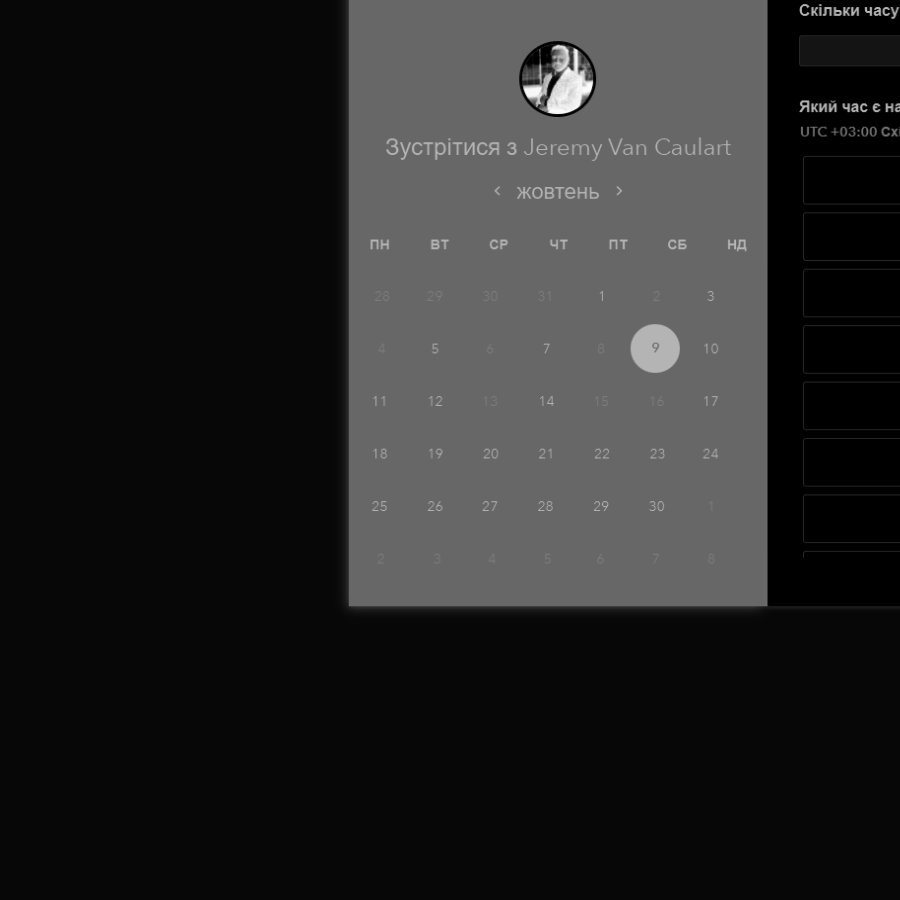 Скільки часу
Який час є на
UTC +03:00 Схі
Зустрітися з Jeremy Van Caulart
жовтень
ПН ВТ СР ЧТ ПТ СБ НД
28 29 30 31 1 2 3
4 5 6 7 8 9 10
11 12 13 14 15 16 17
18 19 20 21 22 23 24
25 26 27 28 29 30 1
2 3 4 5 6 7 8